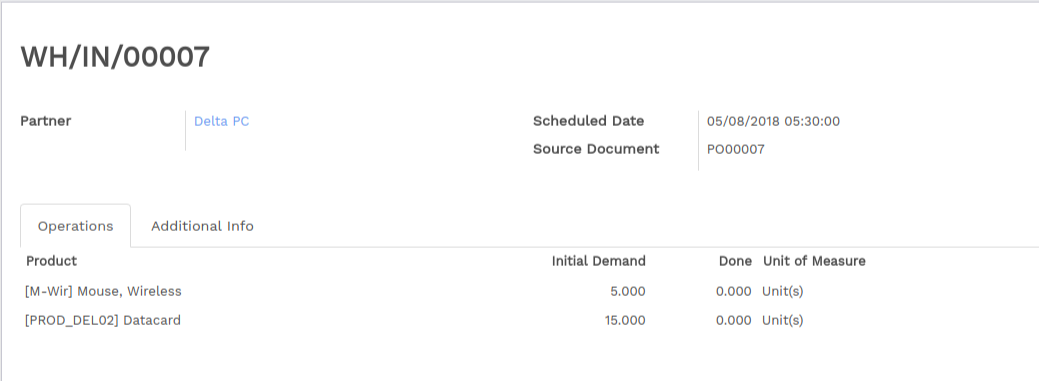 WH/IN/00007
Partner Delta PC Scheduled Date 05/08/2018 05:30:00
Source Document PO00007
Operations Additional Info
Product Initial Demand Done Unit of Measure
[M-Wir] Mouse, Wireless 5.000 0.000 Unit(s)
[PROD_DEL02] Datacard 15.000 0.000 Unit(s)